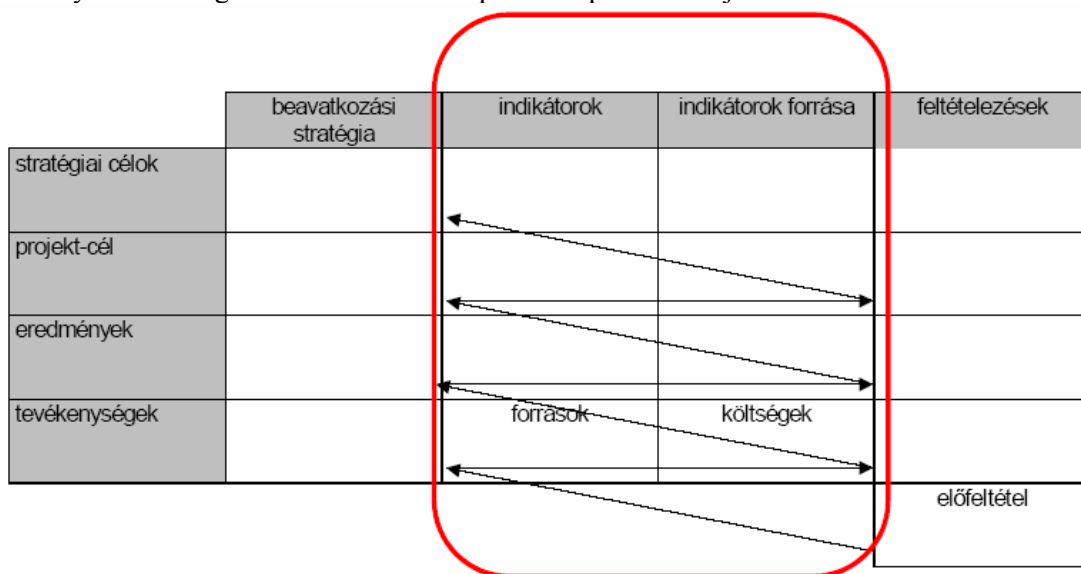 beavatkozási
stratégia
indikátorok
indikátorok forrása
feltételezések
stratégiai célok
projekt-cél
eredmények
tevékenységek
források
költségek
előfeltétel